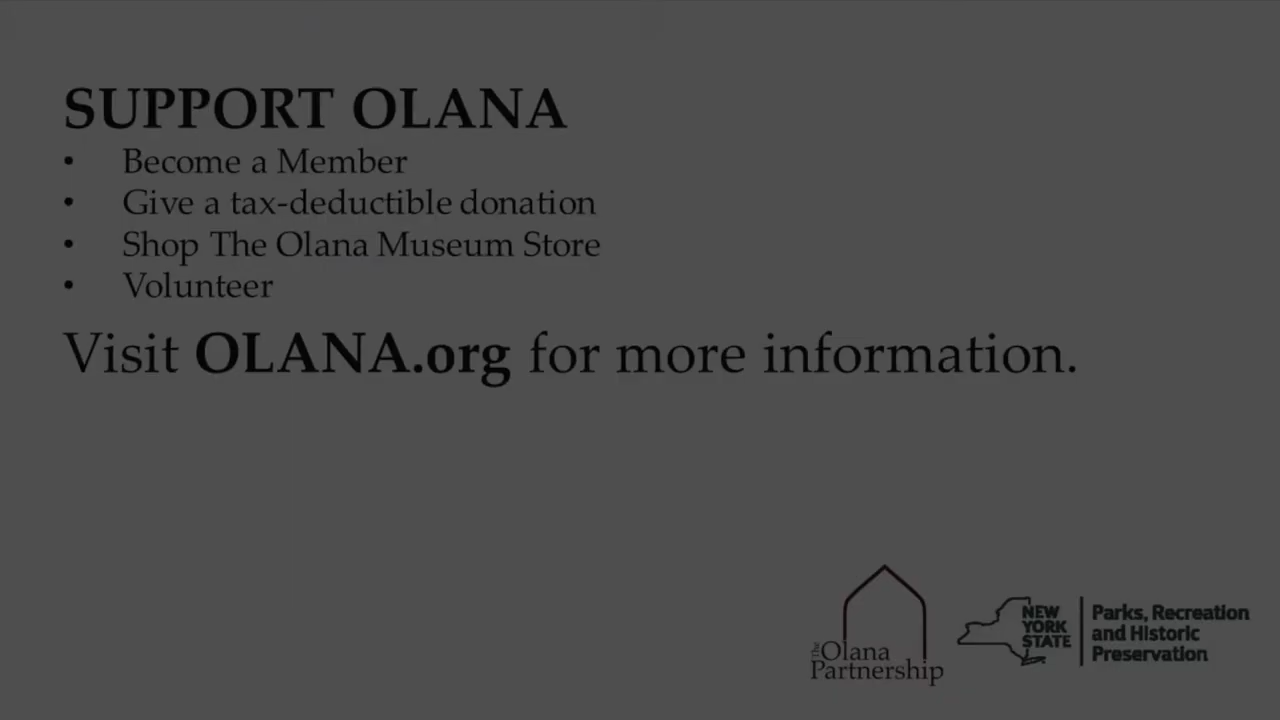 SUPPORT OLANA
• Become a Member
• Give a tax-deductible donation
• Shop The Olana Museum Store
• Volunteer
Visit OLANA.org for more information.
The Olana
Partnership
NEW
YORK
STATE
Parks, Recreation
and Historic
Preservation